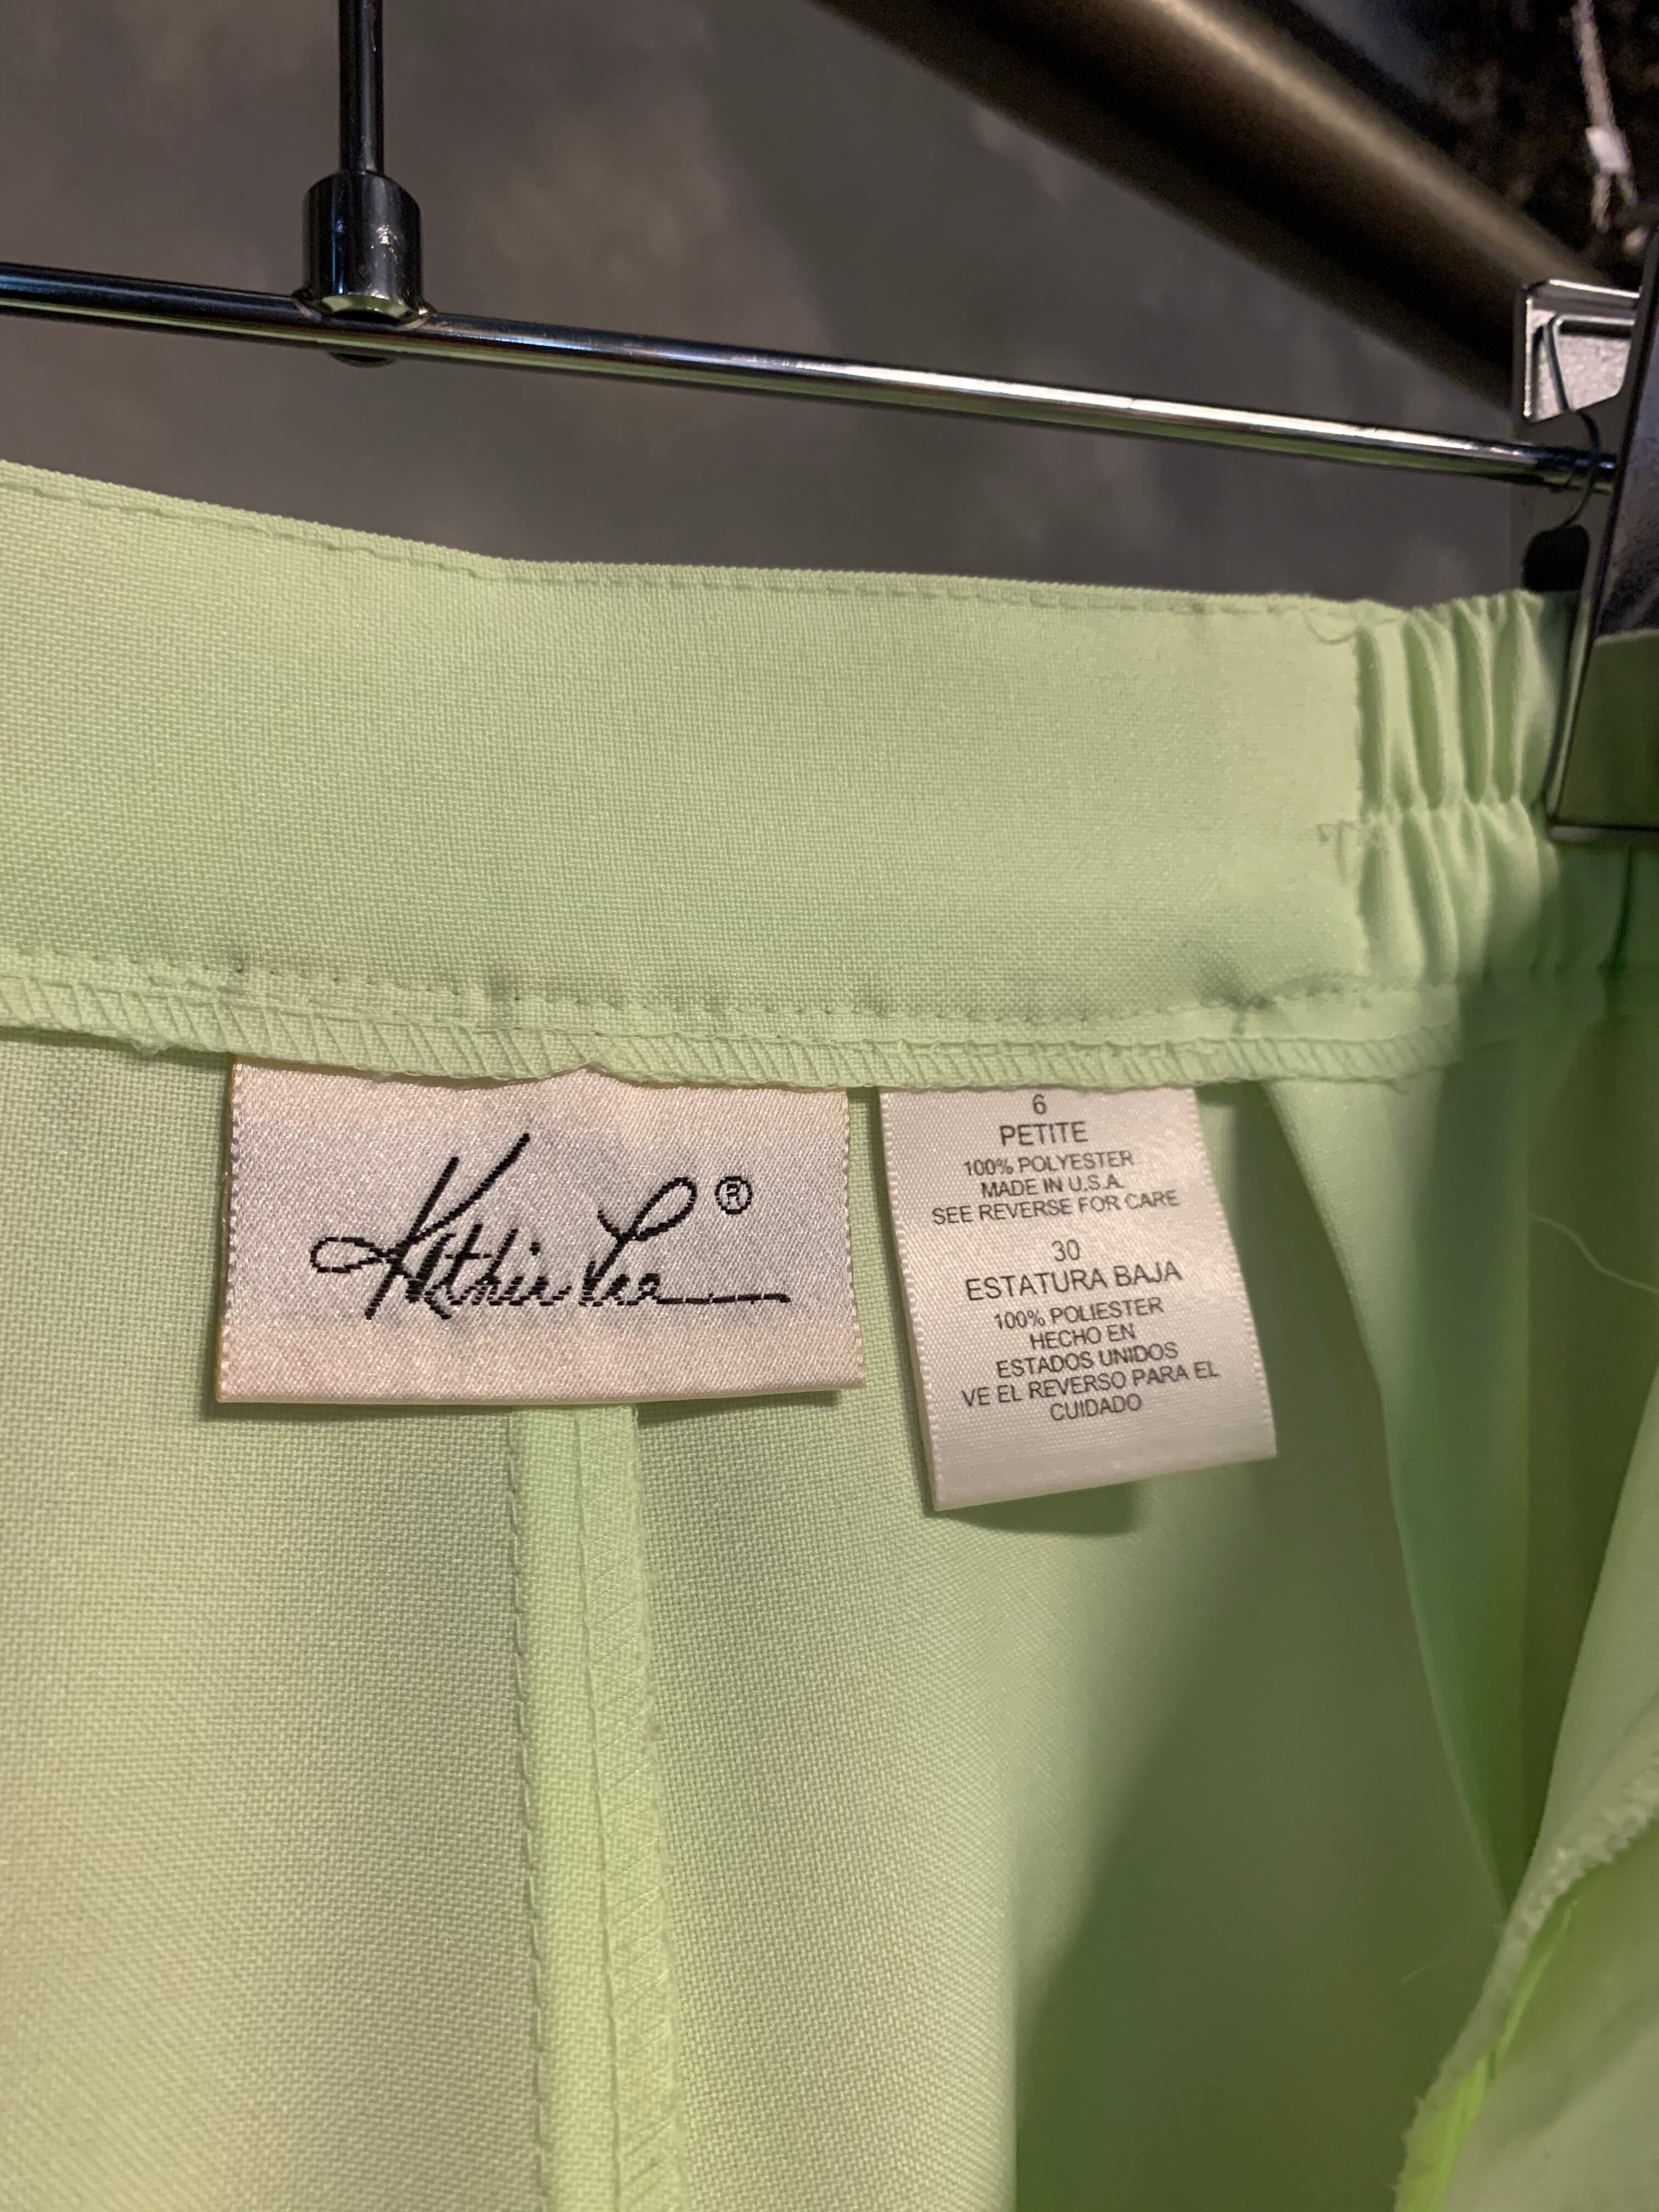 Kathie Lee®
6
PETITE
100% POLYESTER
MADE IN U.S.A.
SEE REVERSE FOR CARE
30
ESTATURA BAJA
100% POLIESTER
HECHO EN
ESTADOS UNIDOS
VE EL REVERSO PARA EL
CUIDADO